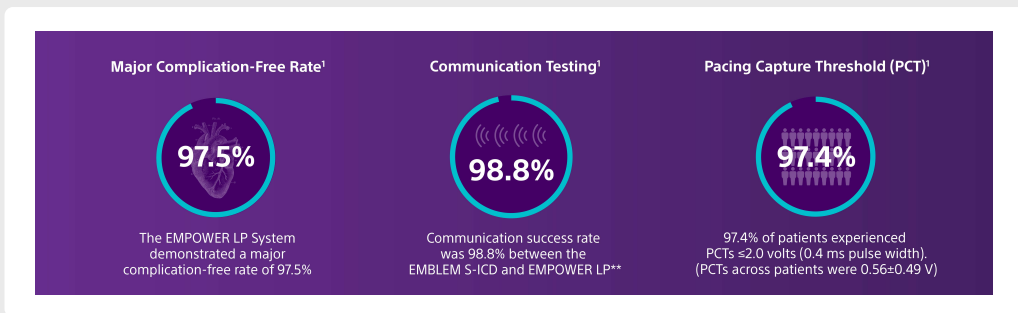 Major Complication-Free Rate¹
97.5%
The EMPOWER LP System
demonstrated a major
complication-free rate of 97.5%
Communication Testing¹
98.8%
Communication success rate
was 98.8% between the
EMBLEM S-ICD and EMPOWER LP**
Pacing Capture Threshold (PCT)¹
97.4%
97.4% of patients experienced
PCTs ≤2.0 volts (0.4 ms pulse width).
(PCTs across patients were 0.56±0.49 V)